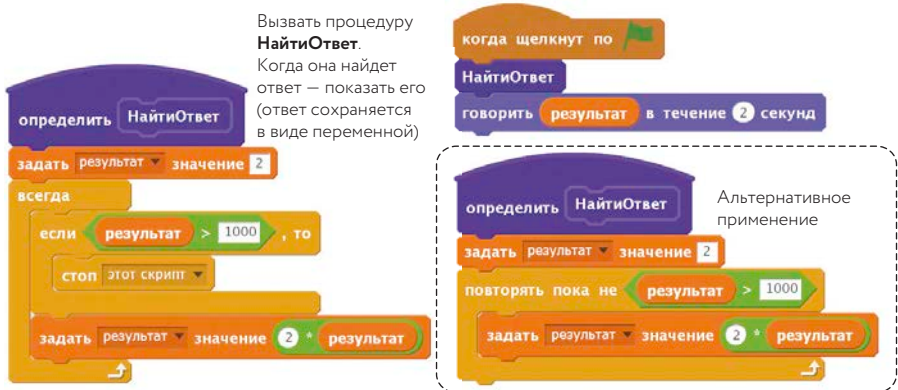 Вызвать процедуру
НайтиОтвет.
Когда она найдет
ответ — показать его
(ответ сохраняется
в виде переменной)
определить НайтиОтвет
задать результат значение 2
всегда
если результат > 1000 , то
стоп этот скрипт
задать результат значение 2 * результат
когда щелкнут по
НайтиОтвет
говорить результат в течение 2 секунд
определить НайтиОтвет
Альтернативное
применение
задать результат значение 2
повторять пока не результат > 1000
задать результат значение 2 * результат